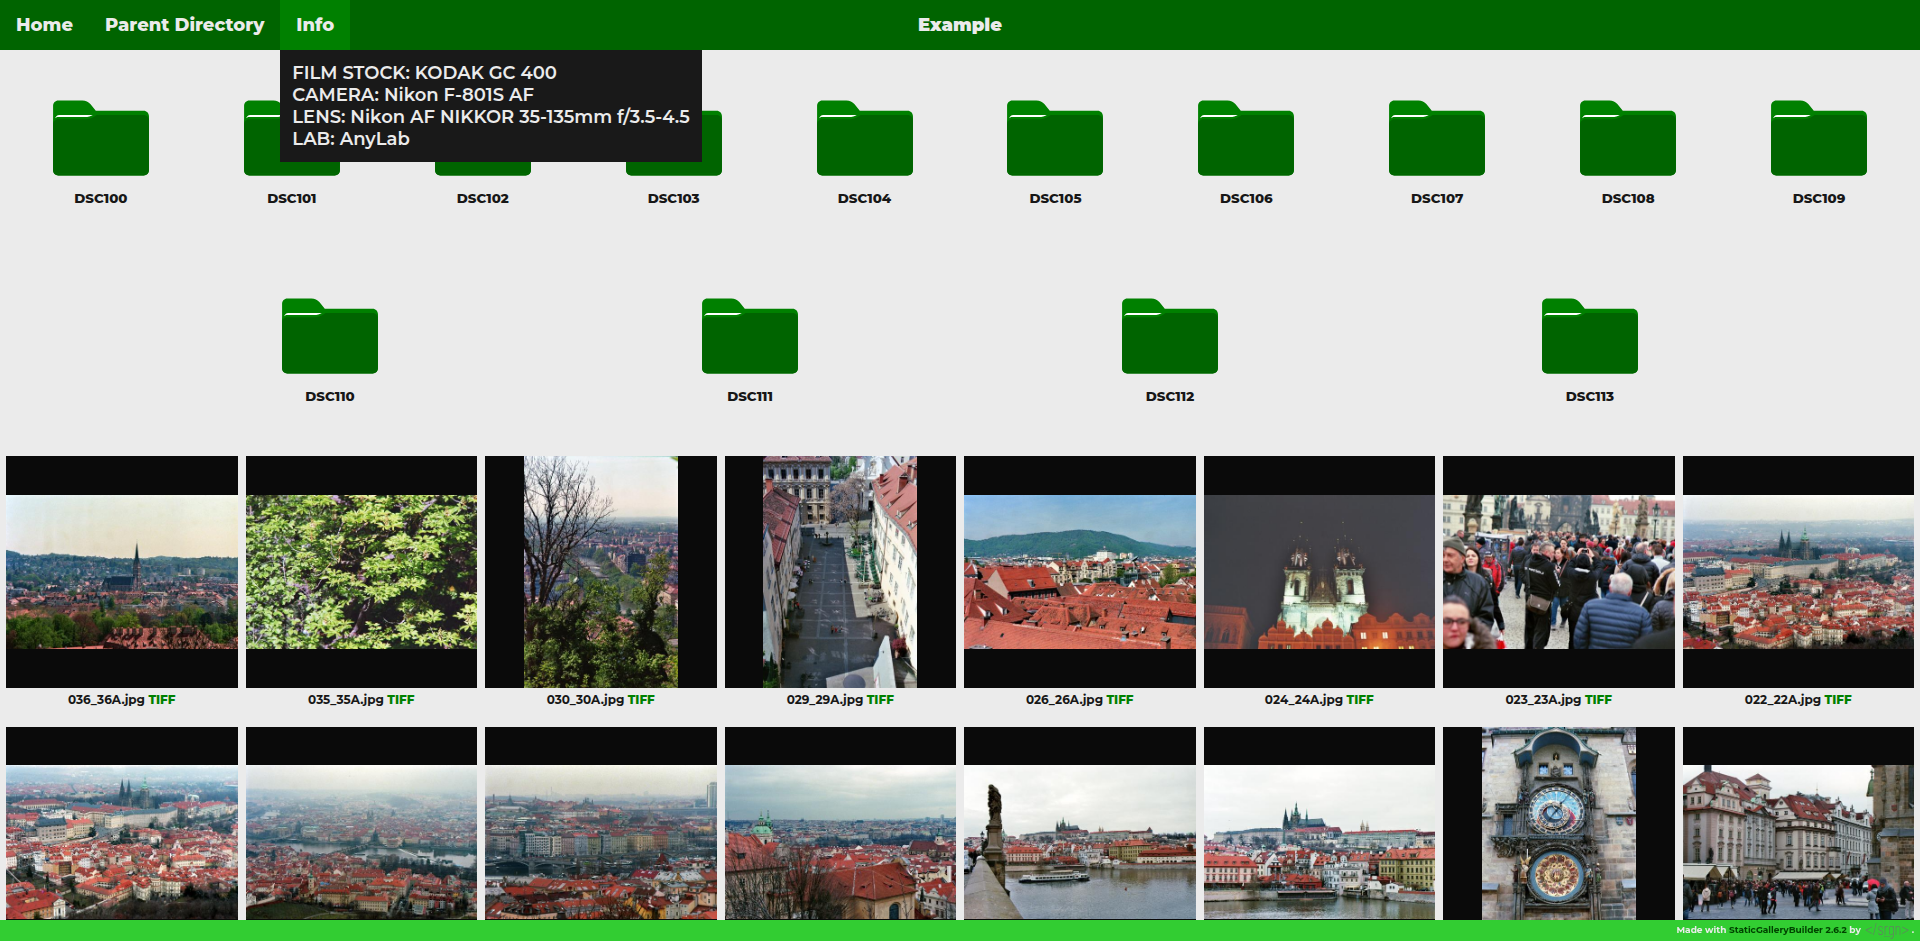 Home Parent Directory Info Example
FILM STOCK: KODAK GC 400
CAMERA: Nikon F-801S AF
LENS: Nikon AF NIKKOR 35-135mm f/3.5-4.5
LAB: AnyLab
DSC100 DSC101 DSC102 DSC103 DSC104 DSC105 DSC106 DSC107 DSC108 DSC109
DSC110 DSC111 DSC112 DSC113
036_36A.jpg TIFF 035_35A.jpg TIFF 030_30A.jpg TIFF 029_29A.jpg TIFF 026_26A.jpg TIFF 024_24A.jpg TIFF 023_23A.jpg TIFF 022_22A.jpg TIFF
Made with StaticGalleryBuilder 2.6.2 by </srgn>.